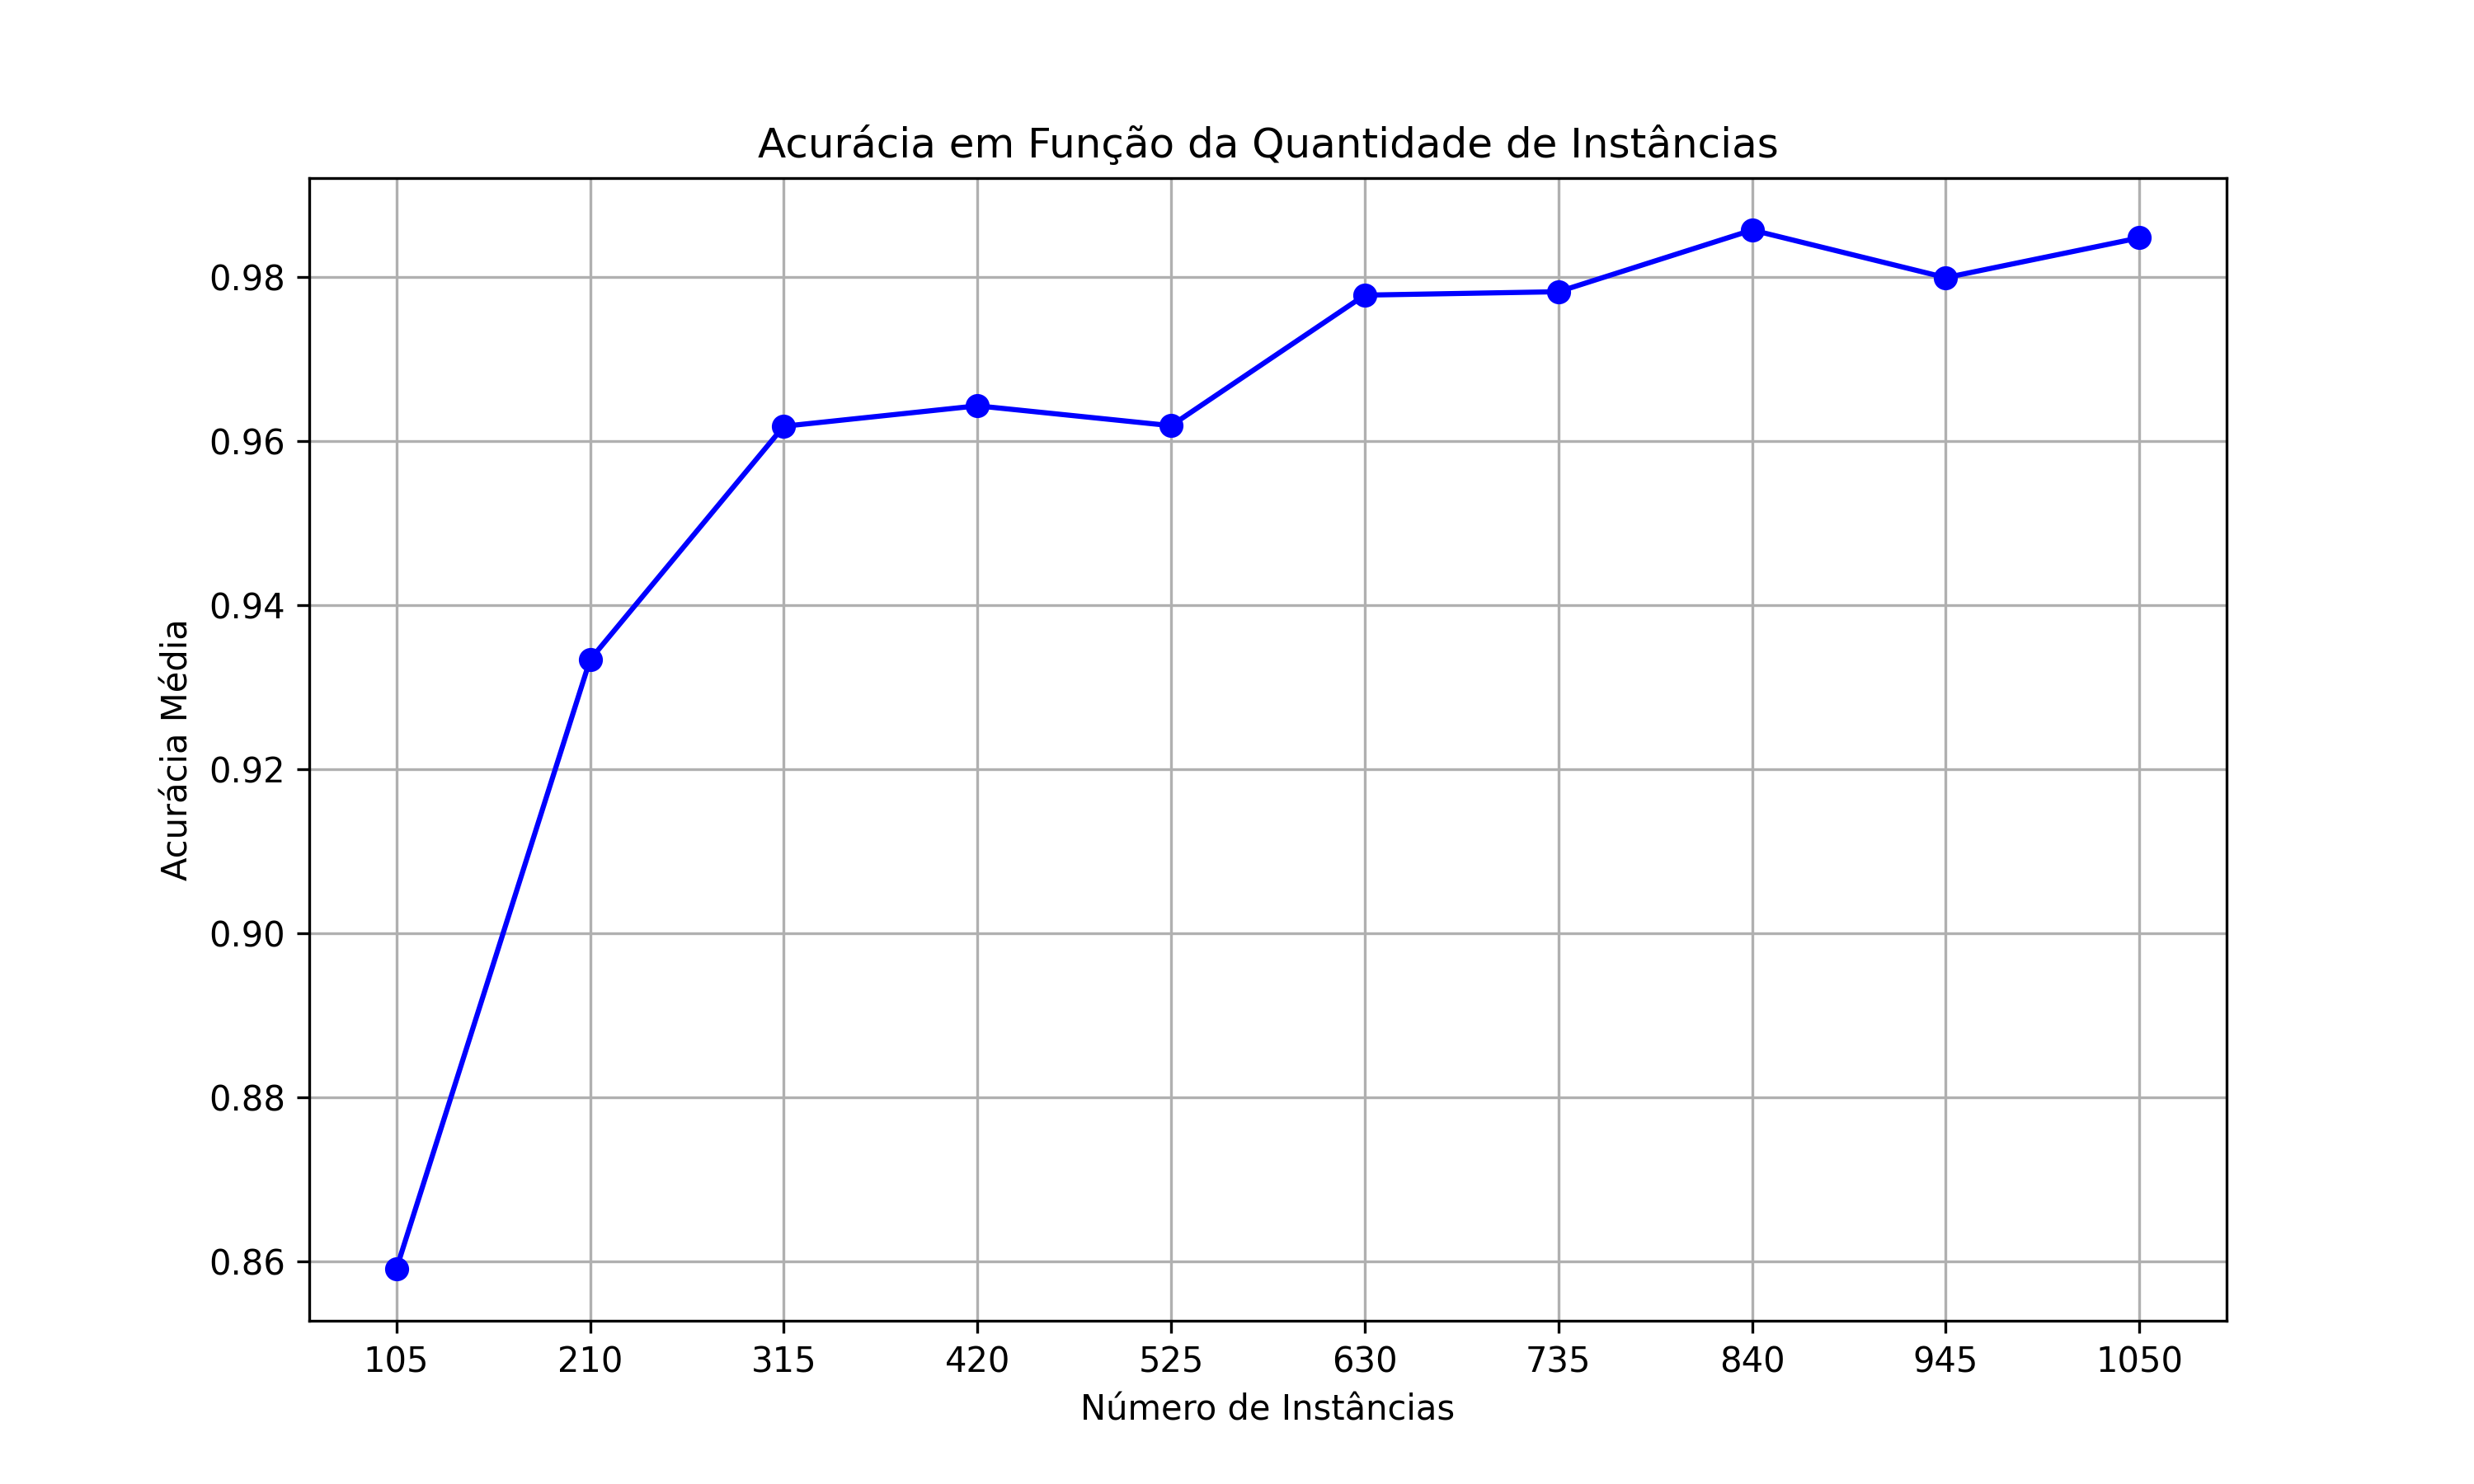 Acurácia em Função da Quantidade de Instâncias
0.98
0.96
0.94
0.92
0.90
0.88
0.86
Acurácia Média
105 210 315 420 525 630 735 840 945 1050
Número de Instâncias